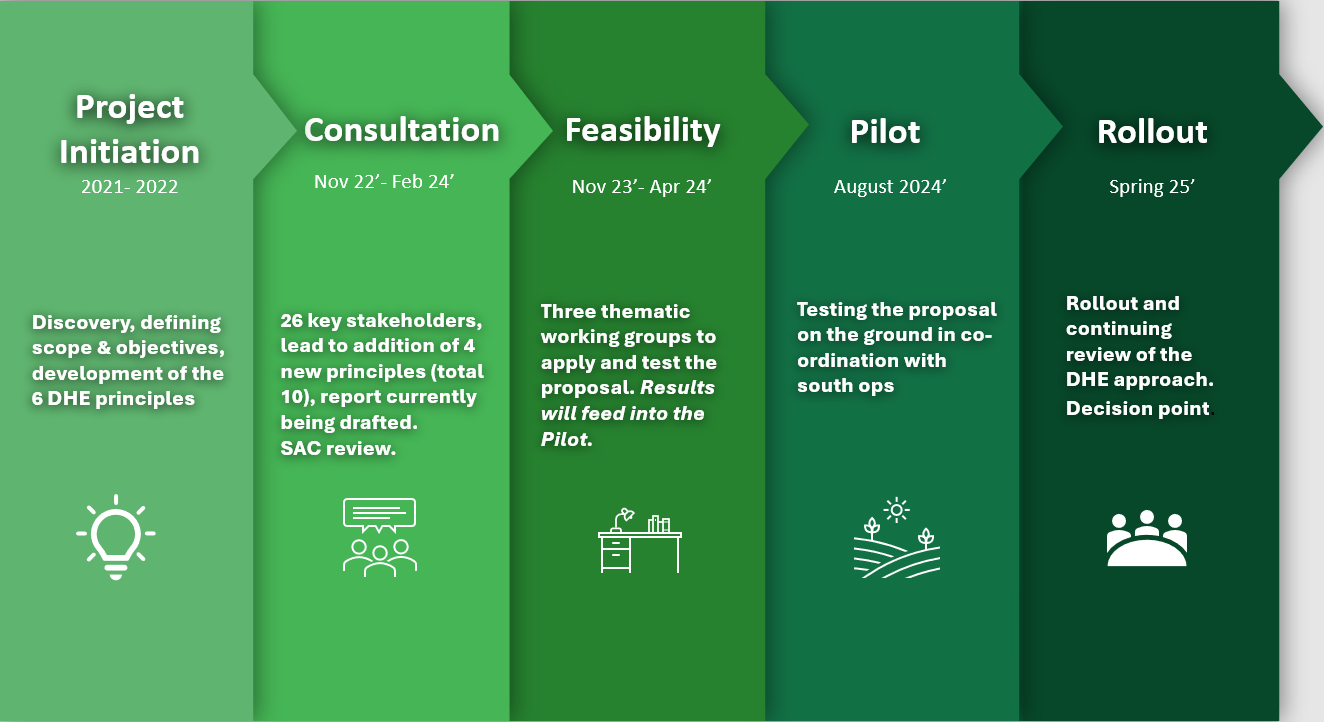 Project
Initiation
2021- 2022
Discovery, defining
scope & objectives,
development of the
6 DHE principles
Consultation
Nov 22’- Feb 24’
26 key stakeholders,
lead to addition of 4
new principles (total
10), report currently
being drafted.
SAC review.
Feasibility
Nov 23’- Apr 24’
Three thematic
working groups to
apply and test the
proposal. Results
will feed into the
Pilot.
Pilot
August 2024’
Testing the proposal
on the ground in co-
ordination with
south ops
Rollout
Spring 25’
Rollout and
continuing
review of the
DHE approach.
Decision point.